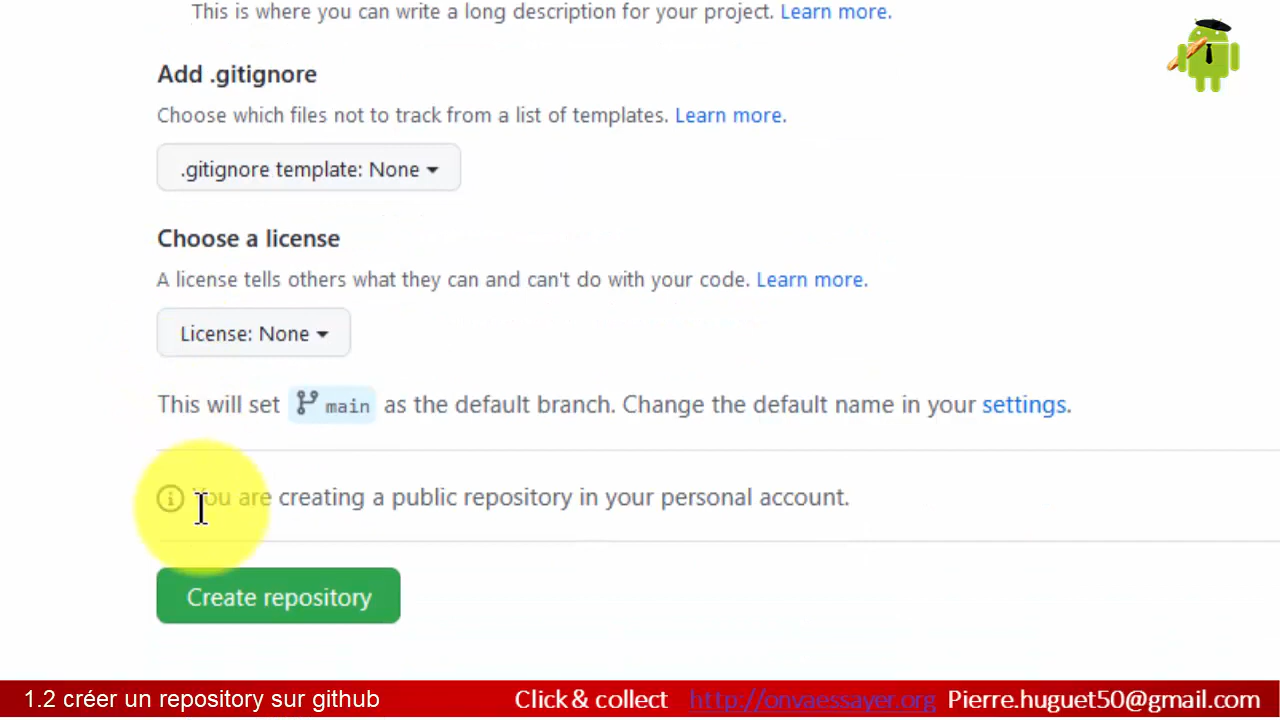 This is where you can write a long description for your project. Learn more.
Add .gitignore
Choose which files not to track from a list of templates. Learn more.
.gitignore template: None
Choose a license
A license tells others what they can and can't do with your code. Learn more.
License: None
This will set main as the default branch. Change the default name in your settings.
You are creating a public repository in your personal account.
Create repository
1.2 créer un repository sur github Click & collect http://onvaessayer.org Pierre.huguet50@gmail.com